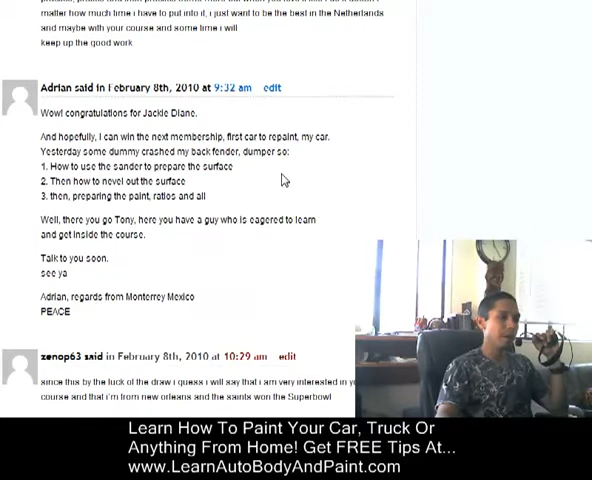 matter how much time i have to put into it, i just want to be the best in the Netherlands
and maybe with your course and some time i will
keep up the good work
Adrian said in February 8th, 2010 at 9:32 am edit
Wow! congratulations for Jackie Diane.
And hopefully, I can win the next membership, first car to repaint, my car.
Yesterday some dummy crashed my back fender, dumper so:
1. How to use the sander to prepare the surface
2. Then how to nevel out the surface
3. then, preparing the paint, ratios and all
Well, there you go Tony, here you have a guy who is eagered to learn
and get inside the course.
Talk to you soon.
see ya
Adrian, regards from Monterrey Mexico
PEACE
zenop63 said in February 8th, 2010 at 10:29 am edit
since this by the luck of the draw i guess i will say that i am very interested in
course and that i'm from new orleans and the saints won the Superbowl
Learn How To Paint Your Car, Truck Or
Anything From Home! Get FREE Tips At...
www.LearnAutoBodyAndPaint.com